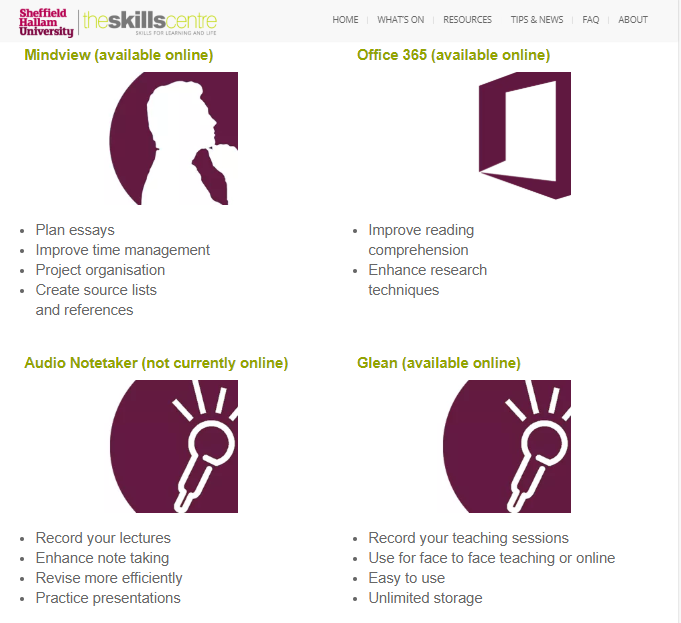 Sheffield
Hallam
University
theskillscentre
SKILLS FOR LEARNING AND LIFE
HOME
WHAT'S ON
RESOURCES
TIPS & NEWS
FAQ
ABOUT
Mindview (available online)
Plan essays
Improve time management
Project organisation
Create source lists
and references
Office 365 (available online)
Improve reading
comprehension
Enhance research
techniques
Audio Notetaker (not currently online)
Record your lectures
Enhance note taking
Revise more efficiently
Practice presentations
Glean (available online)
Record your teaching sessions
Use for face to face teaching or online
Easy to use
Unlimited storage